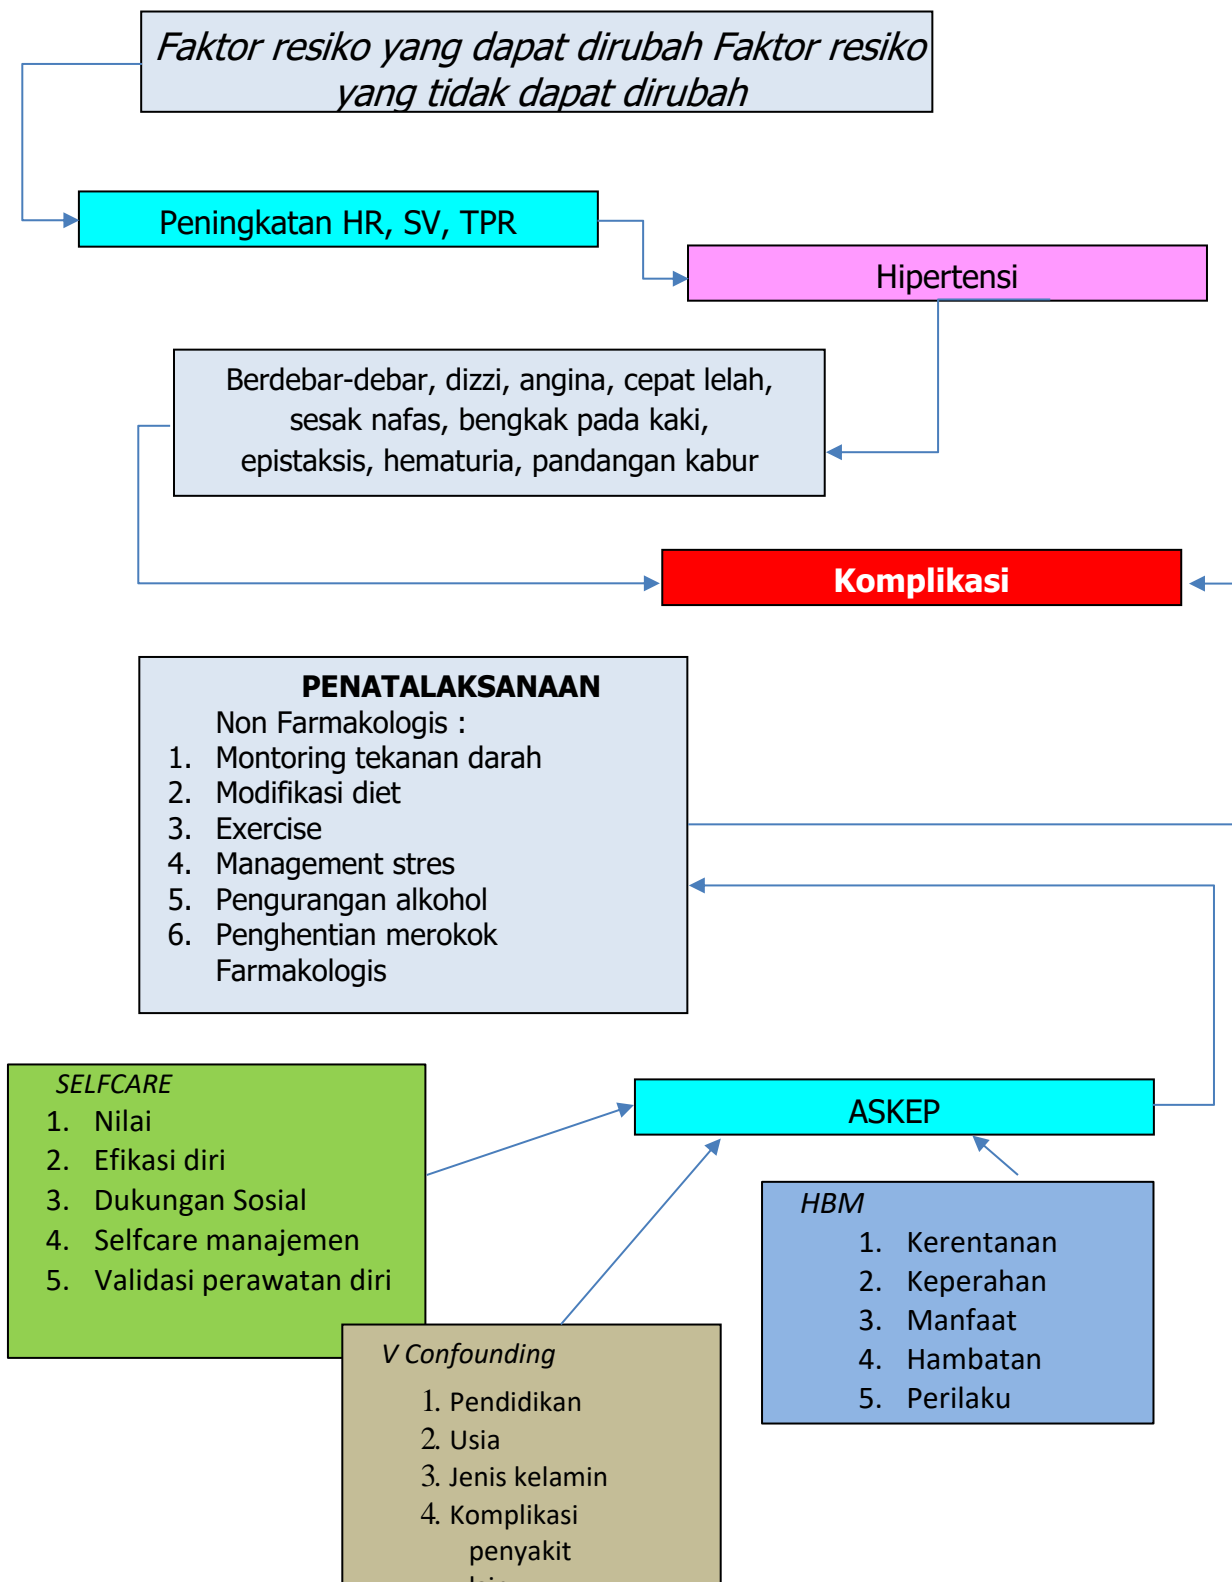 Faktor resiko yang dapat dirubah Faktor resiko
yang tidak dapat dirubah
Peningkatan HR, SV, TPR
Hipertensi
Berdebar-debar, dizzi, angina, cepat lelah,
sesak nafas, bengkak pada kaki,
epistaksis, hematuria, pandangan kabur
Komplikasi
PENATALAKSANAAN
Non Farmakologis :
1. Montoring tekanan darah
2. Modifikasi diet
3. Exercise
4. Management stres
5. Pengurangan alkohol
6. Penghentian merokok
Farmakologis
SELFCARE
1. Nilai
2. Efikasi diri
3. Dukungan Sosial
4. Selfcare manajemen
5. Validasi perawatan diri
ASKEP
HBM
1. Kerentanan
2. Keperahan
3. Manfaat
4. Hambatan
5. Perilaku
V Confounding
1. Pendidikan
2. Usia
3. Jenis kelamin
4. Komplikasi
penyakit